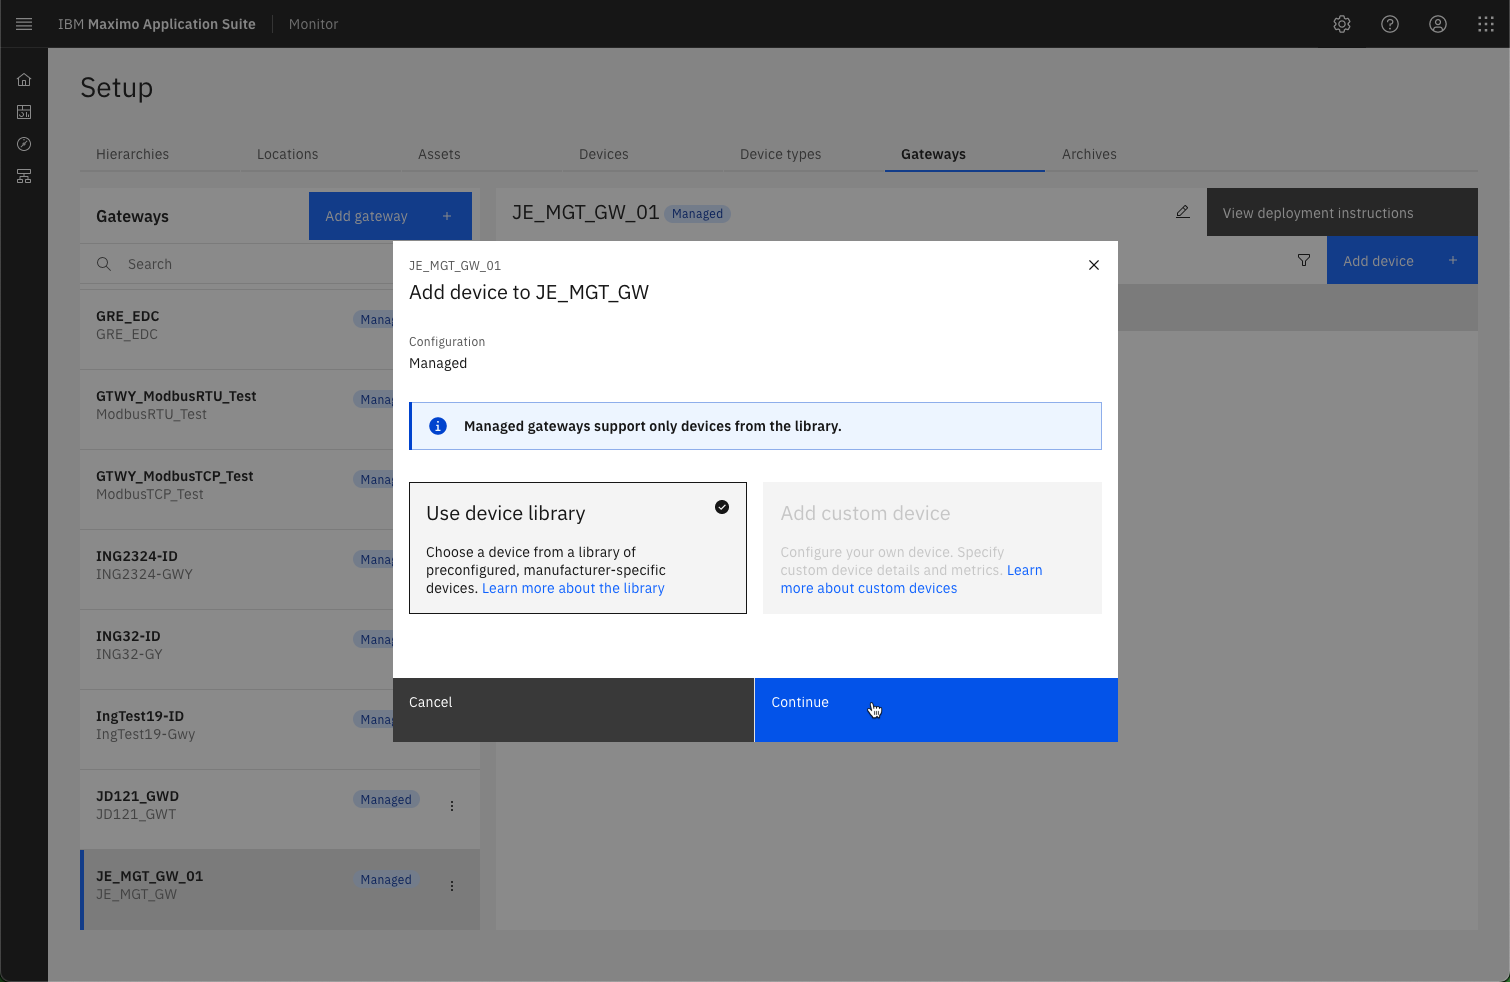 IBM Maximo Application Suite | Monitor
Setup
Hierarchies Locations Assets Devices Device types Gateways Archives
Gateways Add gateway +
Search
GRE_EDC
GRE_EDC
Manag
GTWY_ModbusRTU_Test
ModbusRTU_Test
Manag
GTWY_ModbusTCP_Test
ModbusTCP_Test
Manag
ING2324-ID
ING2324-GWY
Manag
ING32-ID
ING32-GY
Manag
IngTest19-ID
IngTest19-Gwy
Manag
JD121_GWD
JD121_GWT
Managed
JE_MGT_GW_01
JE_MGT_GW
Managed
JE_MGT_GW_01 Managed
View deployment instructions
Add device +
JE_MGT_GW_01
Add device to JE_MGT_GW
Configuration
Managed
Managed gateways support only devices from the library.
Use device library
Choose a device from a library of
preconfigured, manufacturer-specific
devices. Learn more about the library
Add custom device
Configure your own device. Specify
custom device details and metrics. Learn
more about custom devices
Cancel
Continue